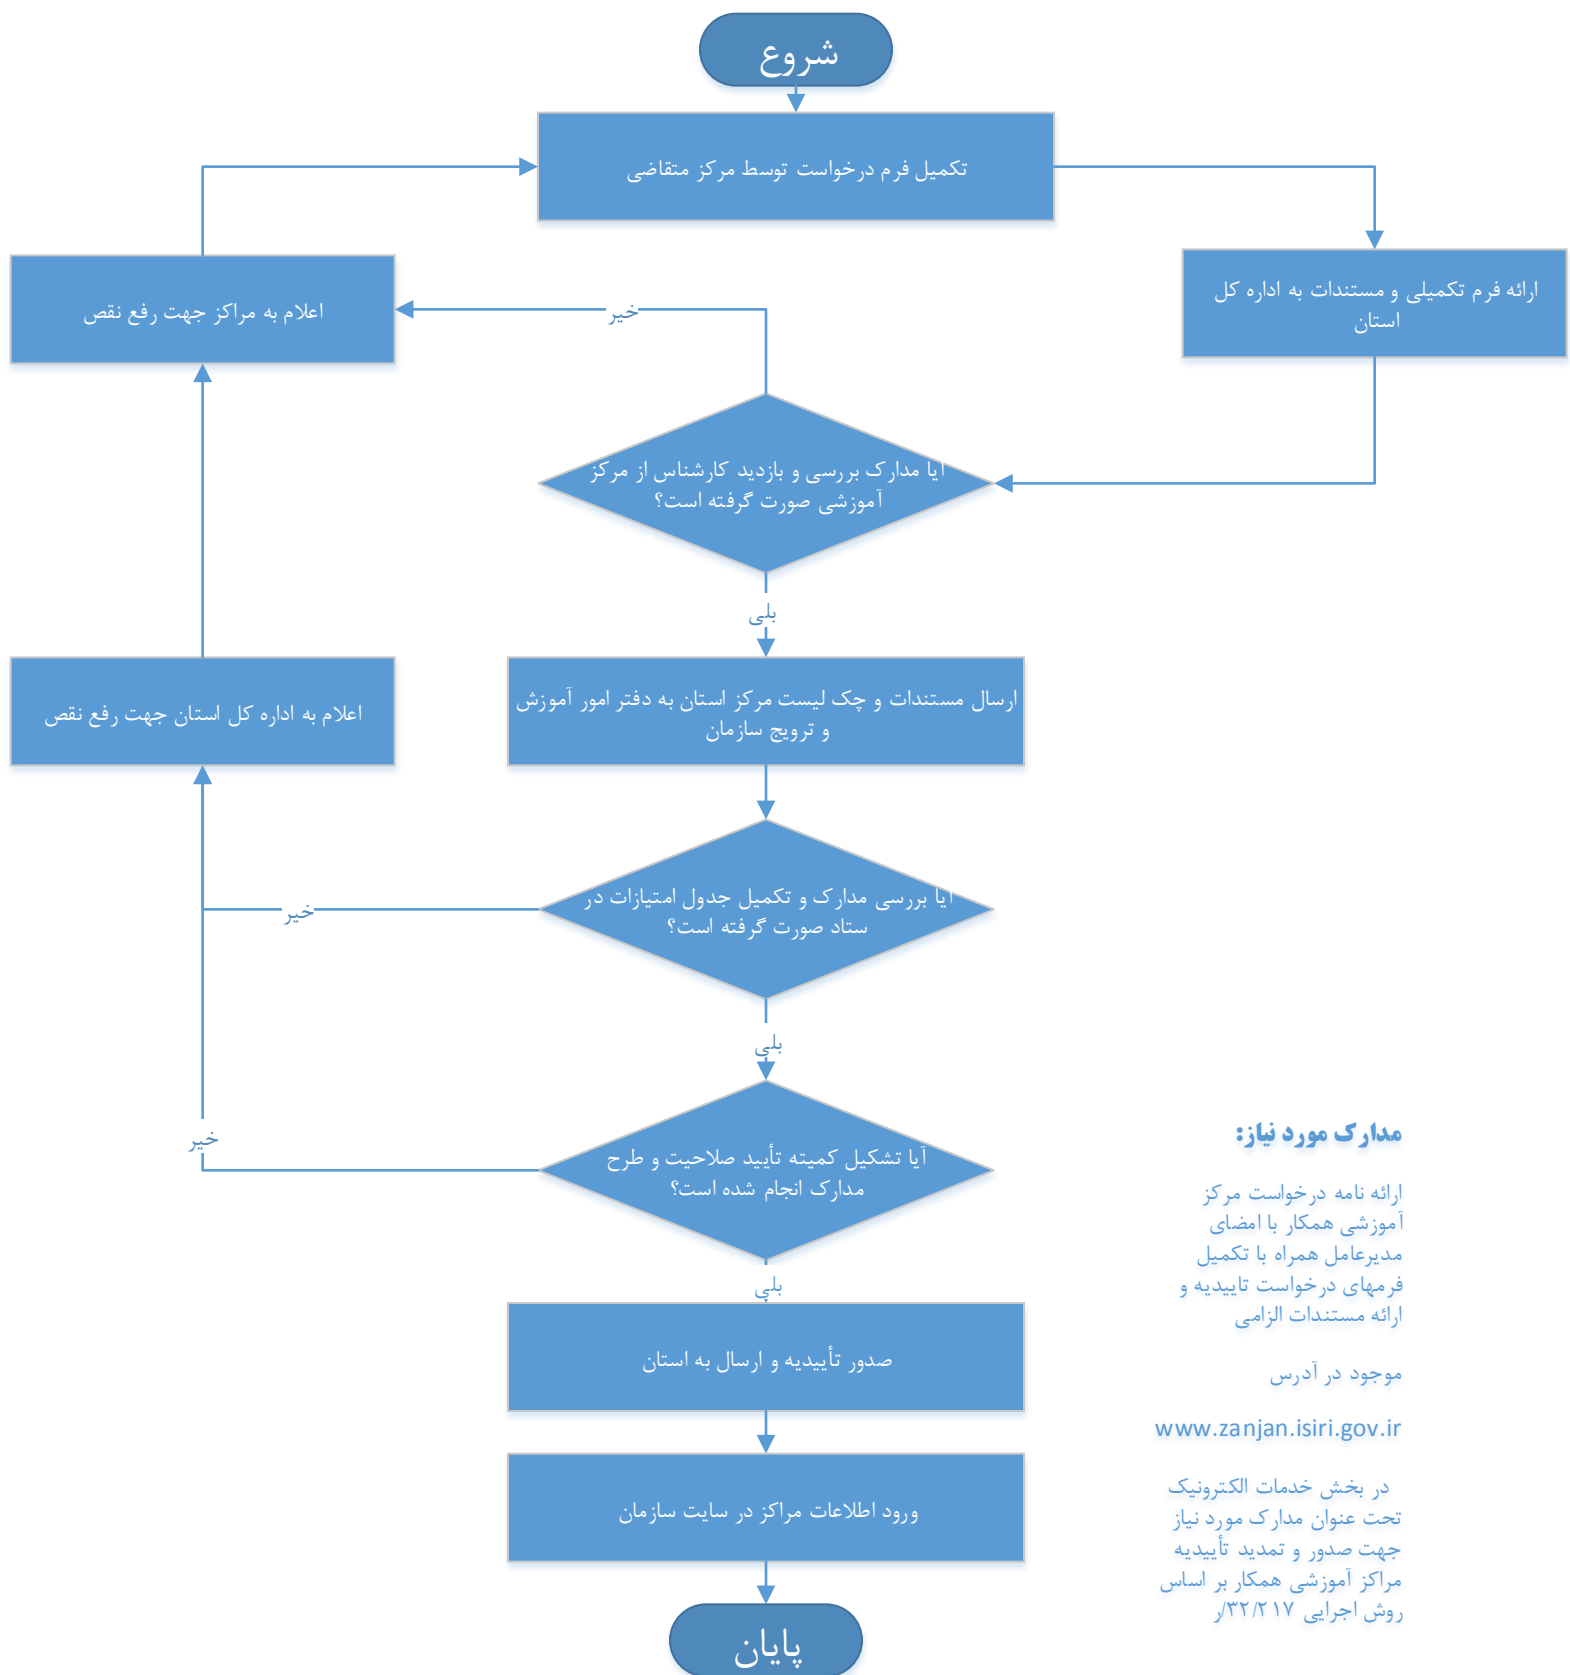 شروع
تکمیل فرم درخواست توسط مرکز متقاضی
ارائه فرم تکمیلی و مستندات به اداره کل
استان
اعلام به مراکز جهت رفع نقص
خیر
آیا مدارک بررسی و بازدید کارشناس از مرکز
آموزشی صورت گرفته است؟
بلی
ارسال مستندات و چک لیست مرکز استان به دفتر امور آموزش
و ترویج سازمان
اعلام به اداره کل استان جهت رفع نقص
آیا بررسی مدارک و تکمیل جدول امتیازات در
ستاد صورت گرفته است؟
خیر
بلی
آیا تشکیل کمیته تأیید صلاحیت و طرح
مدارک انجام شده است؟
خیر
بلی
صدور تأییدیه و ارسال به استان
ورود اطلاعات مراکز در سایت سازمان
پایان
مدارک مورد نیاز:
ارائه نامه درخواست مرکز
آموزشی همکار با امضای
مدیرعامل همراه با تکمیل
فرمهای درخواست تاییدیه و
ارائه مستندات الزامی
موجود در آدرس
www.zanjan.isiri.gov.ir
در بخش خدمات الکترونیک
تحت عنوان مدارک مورد نیاز
جهت صدور و تمدید تأییدیه
مراکز آموزشی همکار بر اساس
روش اجرایی ۳۲/۲۱۷/ر